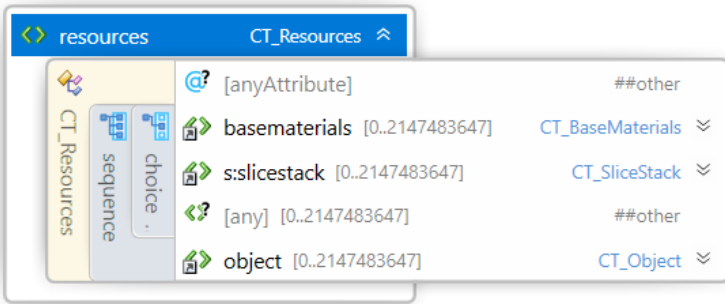 resources CT_Resources
[anyAttribute] ##other
basematerials [0..2147483647] CT_BaseMaterials
s:slicestack [0..2147483647] CT_SliceStack
[any] [0..2147483647] ##other
object [0..2147483647] CT_Object
CT_Resources
sequence
choice .